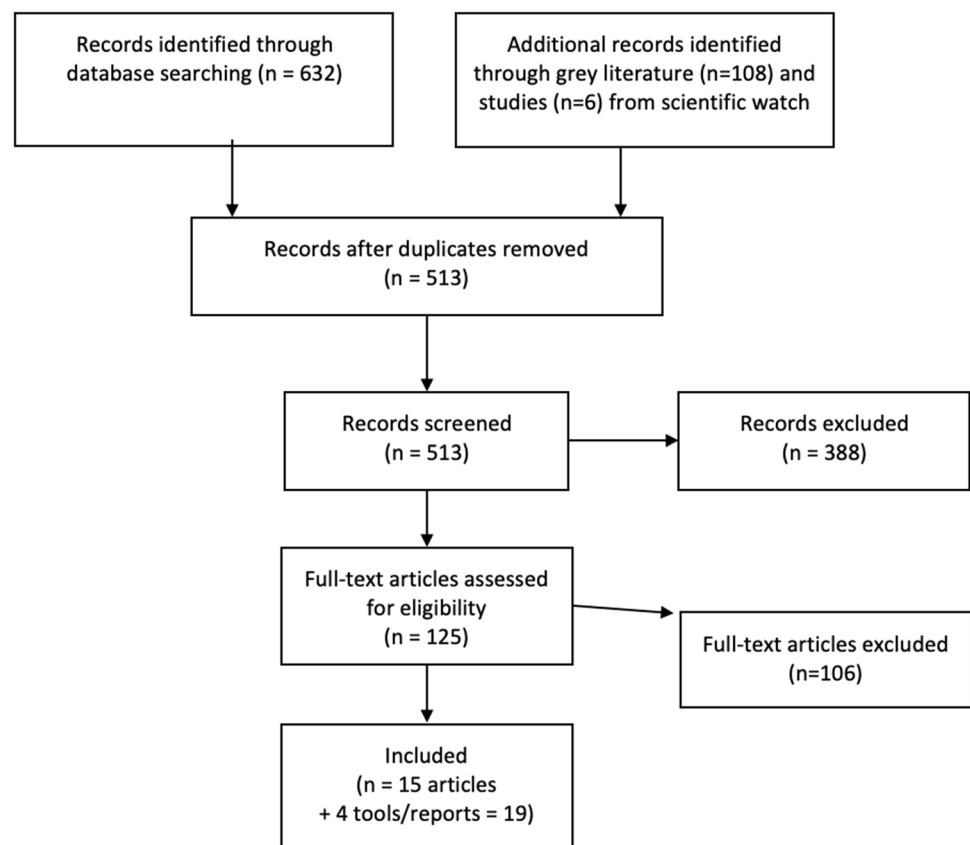 Records identified through
database searching (n = 632)
Additional records identified
through grey literature (n=108) and
studies (n=6) from scientific watch
Records after duplicates removed
(n = 513)
Records screened
(n = 513)
Records excluded
(n = 388)
Full-text articles assessed
for eligibility
(n = 125)
Full-text articles excluded
(n=106)
Included
(n = 15 articles
+ 4 tools/reports = 19)